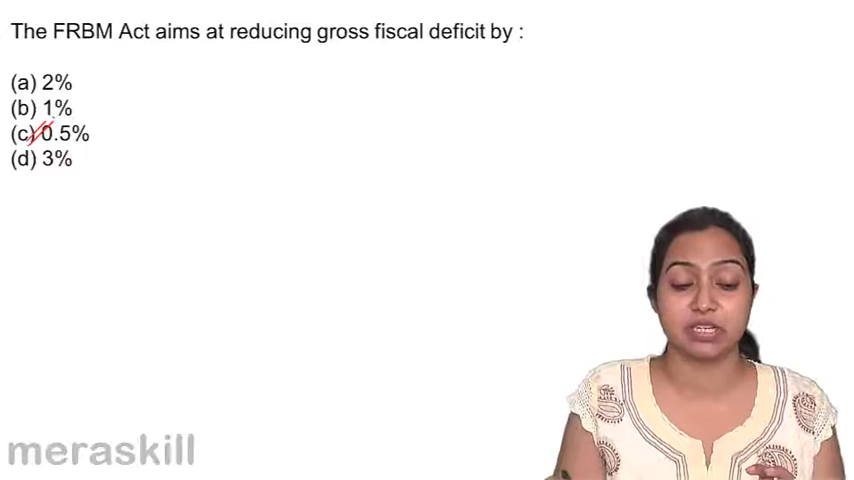 The FRBM Act aims at reducing gross fiscal deficit by :
(a) 2%
(b) 1%
(c) 0.5%
(d) 3%
meraskill